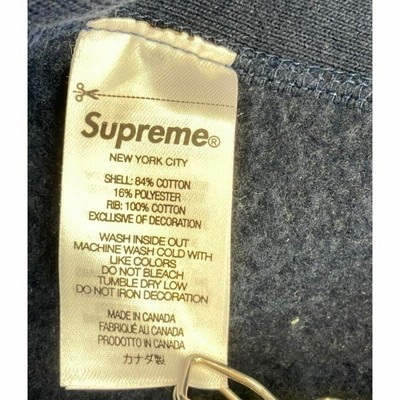 Supreme®
NEW YORK CITY
SHELL: 84% COTTON
16% POLYESTER
RIB: 100% COTTON
EXCLUSIVE OF DECORATION
WASH INSIDE OUT
MACHINE WASH COLD WITH
LIKE COLORS
DO NOT BLEACH
TUMBLE DRY LOW
DO NOT IRON DECORATION
MADE IN CANADA
FABRIQUÉ AU CANADA
PRODOTTO IN CANADA
カナダ製